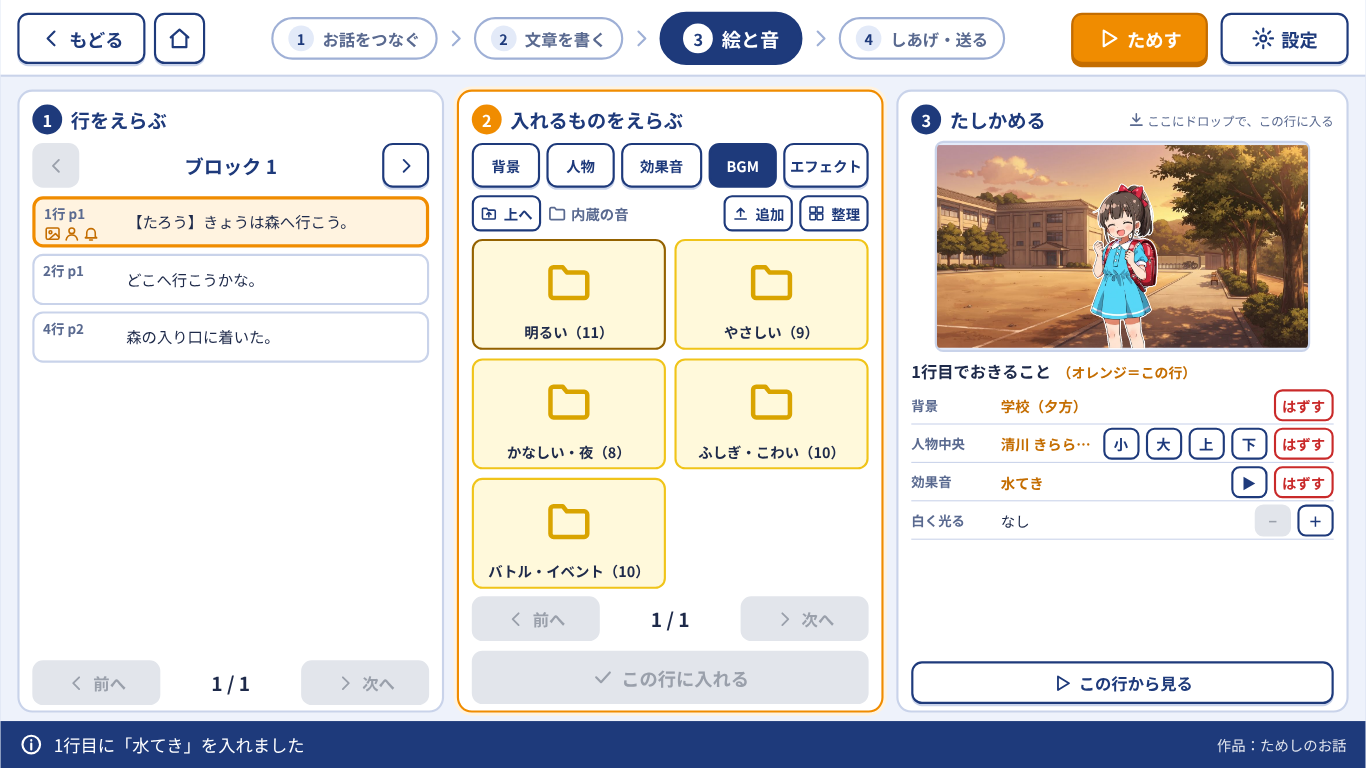 もどる
1 お話をつなぐ
2 文章を書く
3 絵と音
4 しあげ・送る
ためす
設定
1 行をえらぶ
ブロック 1
1行 p1
【たろう】きょうは森へ行こう。
2行 p1
どこへ行こうかな。
4行 p2
森の入り口に着いた。
前へ
1 / 1
次へ
2 入れるものをえらぶ
背景
人物
効果音
BGM
エフェクト
上へ
内蔵の音
追加
整理
明るい（11）
やさしい（9）
かなしい・夜（8）
ふしぎ・こわい（10）
バトル・イベント（10）
前へ
1 / 1
次へ
この行に入れる
3 たしかめる
ここにドロップで、この行に入る
1行目でおきること （オレンジ＝この行）
背景 学校（夕方） はずす
人物中央 清川 きらら… 小 大 上 下 はずす
効果音 水てき はずす
白く光る なし − ＋
この行から見る
1行目に「水てき」を入れました
作品：ためしのお話